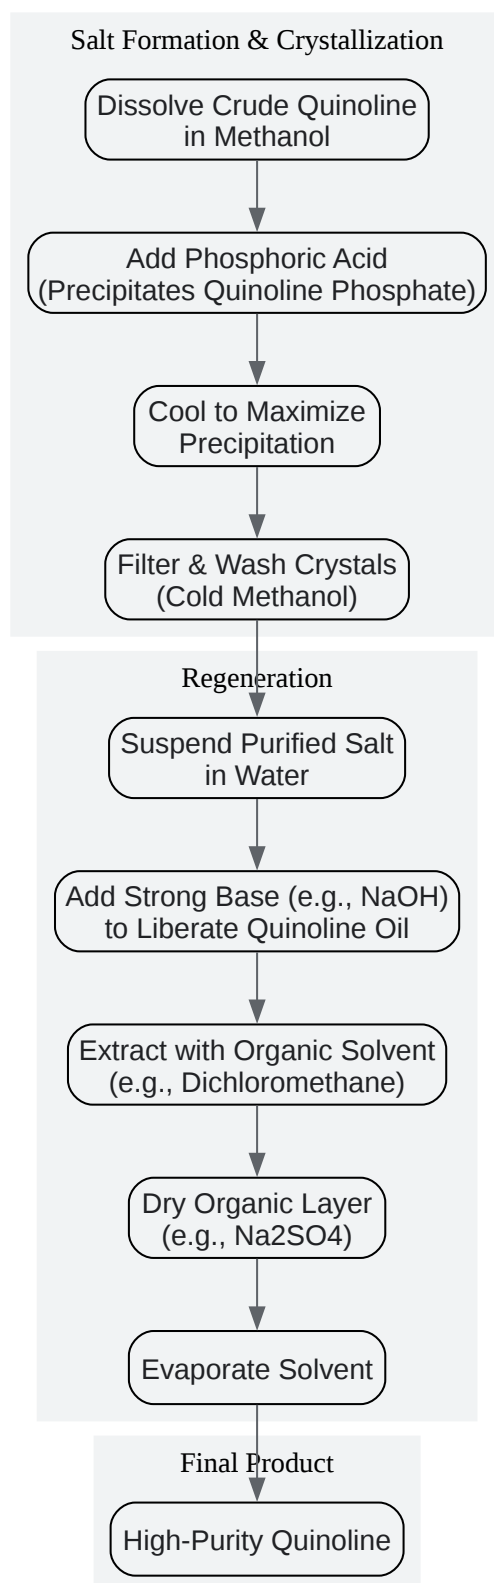 Salt Formation & Crystallization
Dissolve Crude Quinoline
in Methanol
Add Phosphoric Acid
(Precipitates Quinoline Phosphate)
Cool to Maximize
Precipitation
Filter & Wash Crystals
(Cold Methanol)
Regeneration
Suspend Purified Salt
in Water
Add Strong Base (e.g., NaOH)
to Liberate Quinoline Oil
Extract with Organic Solvent
(e.g., Dichloromethane)
Dry Organic Layer
(e.g., Na2SO4)
Evaporate Solvent
Final Product
High-Purity Quinoline